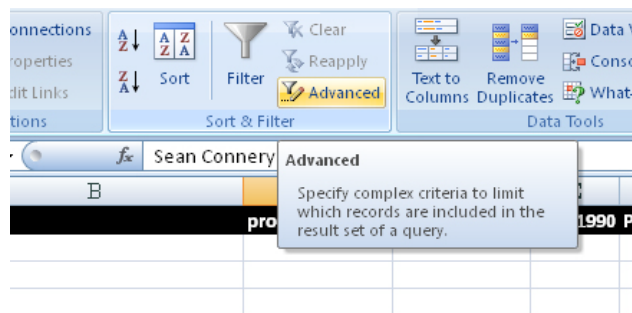 onnections
roperties
dit Links
tions
A
Z
Z
A
A Z
Z A
Sort
Filter
Clear
Reapply
Advanced
Sort & Filter
Text to
Columns
Remove
Duplicates
Data V
Conso
What-
Data Tools
fx Sean Connery
Advanced
Specify complex criteria to limit
which records are included in the
result set of a query.
B
pro
1990 P